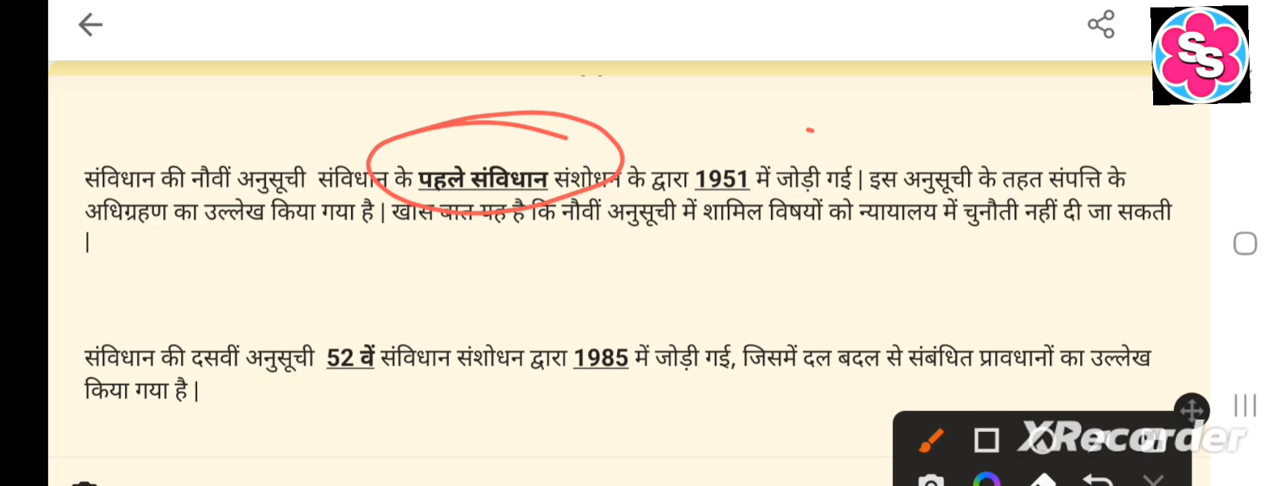 SS
संविधान की नौवीं अनुसूची संविधान के पहले संविधान संशोधन के द्वारा 1951 में जोड़ी गई | इस अनुसूची के तहत संपत्ति के
अधिग्रहण का उल्लेख किया गया है | खास बात यह है कि नौवीं अनुसूची में शामिल विषयों को न्यायालय में चुनौती नहीं दी जा सकती
|
संविधान की दसवीं अनुसूची 52 वें संविधान संशोधन द्वारा 1985 में जोड़ी गई, जिसमें दल बदल से संबंधित प्रावधानों का उल्लेख
किया गया है |
XRecorder